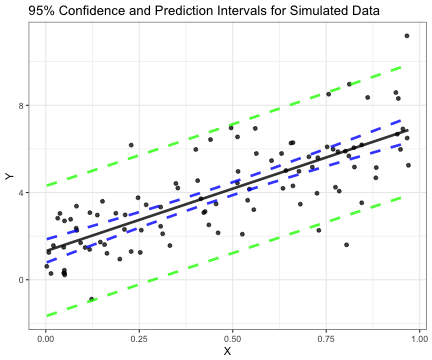 95% Confidence and Prediction Intervals for Simulated Data
8
4
0
Y
0.00 0.25 0.50 0.75 1.00
X